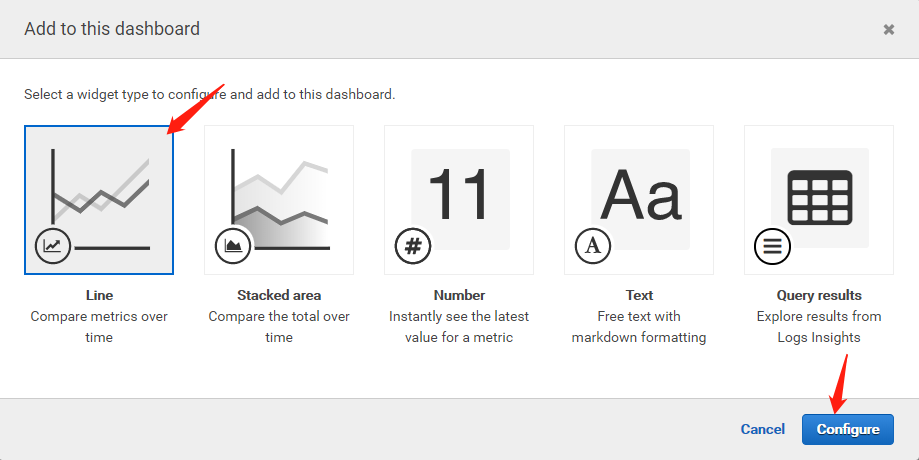 Add to this dashboard
Select a widget type to configure and add to this dashboard.
11
Aa
#
A
Line
Compare metrics over
time
Stacked area
Compare the total over
time
Number
Instantly see the latest
value for a metric
Text
Free text with
markdown formatting
Query results
Explore results from
Logs Insights
Cancel
Configure